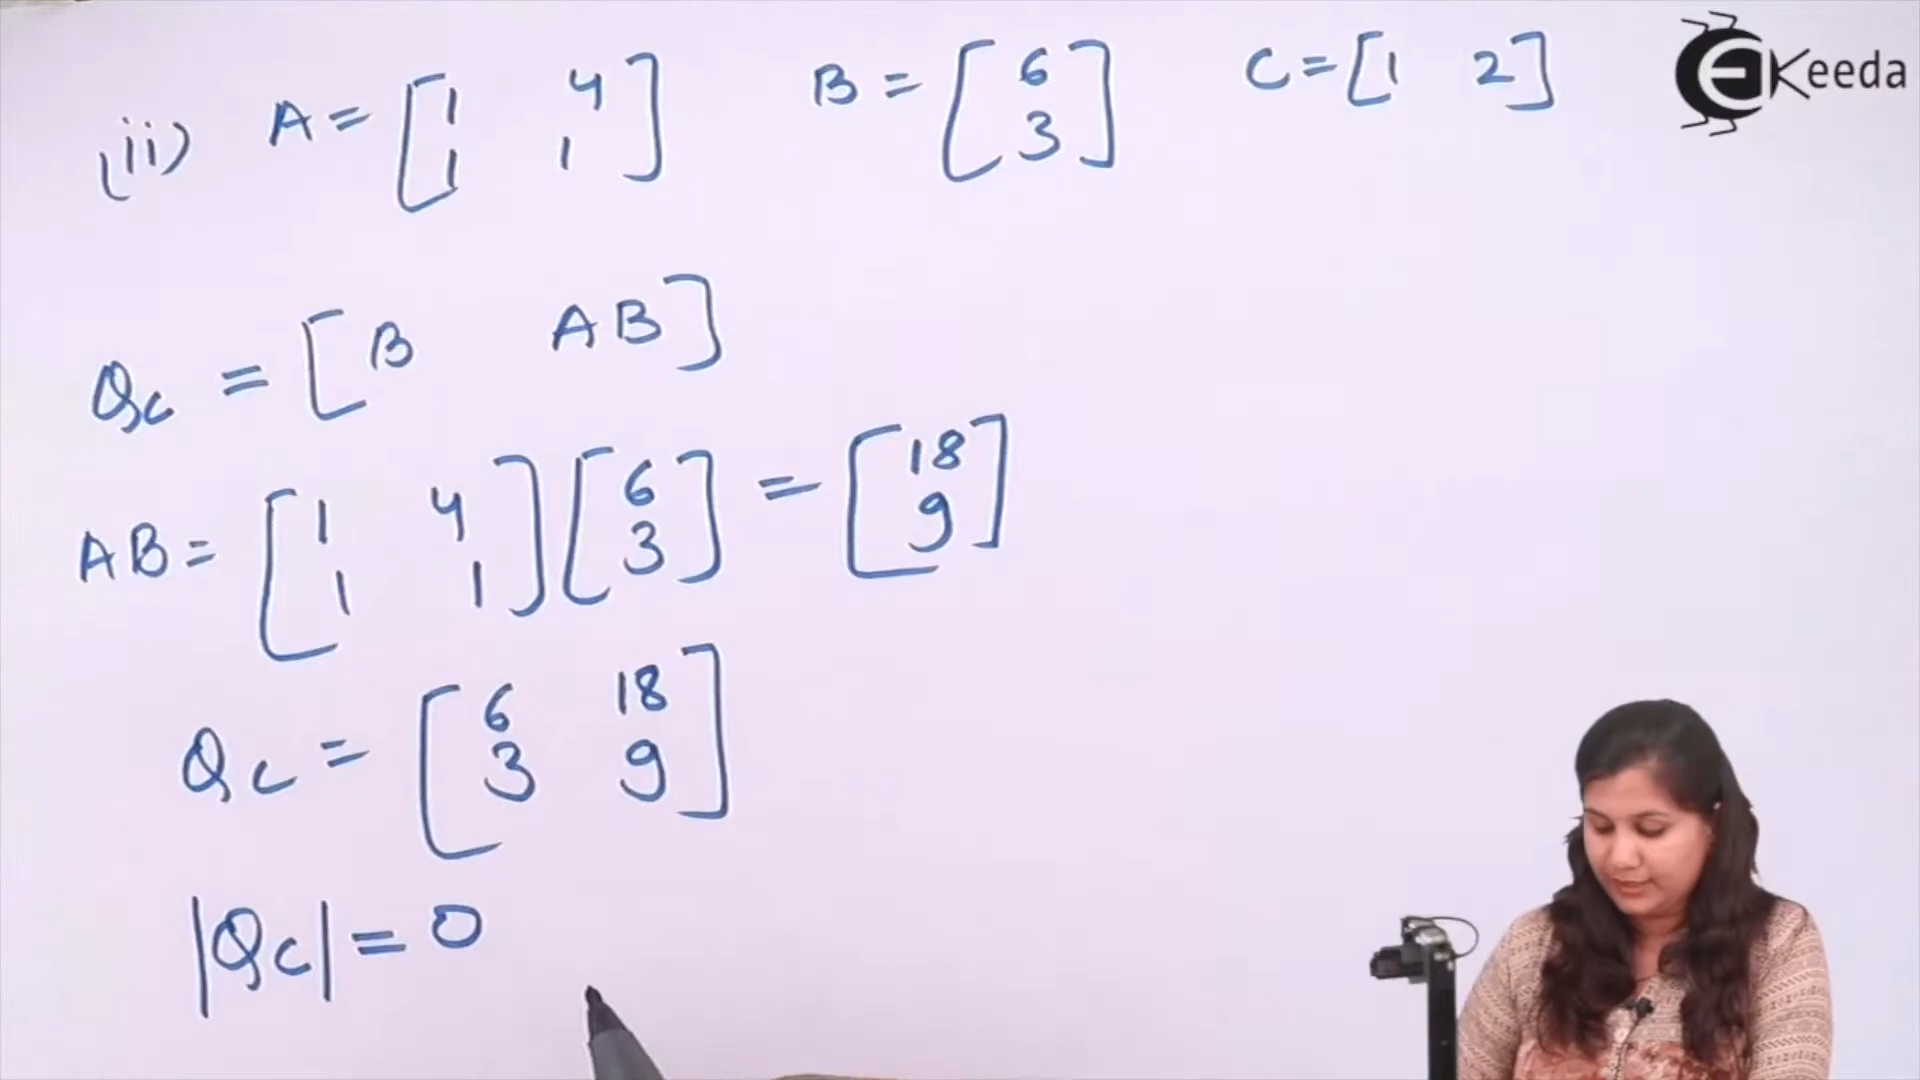 (ii) A = [1 4 B = [6 C = [1 2] EKeeda
1 1] 3]
Qc = [B AB]
AB = [1 4 [6 = [18
1 1] 3] 9]
Qc = [6 18
3 9]
|Qc| = 0